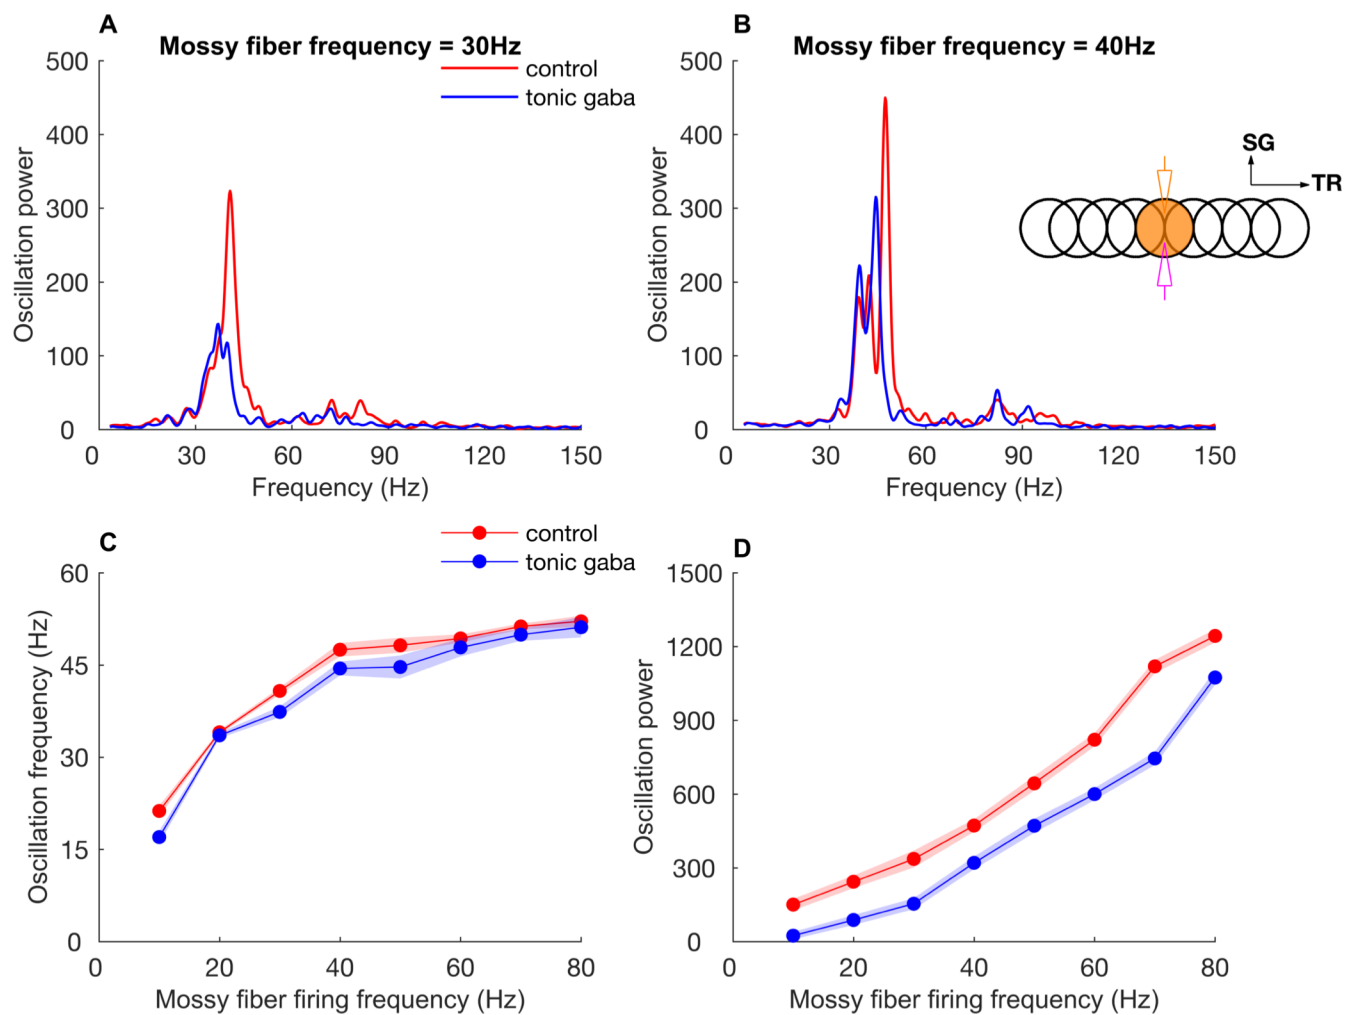 A
Mossy fiber frequency = 30Hz
control
tonic gaba
Oscillation power
500
400
300
200
100
0
0 30 60 90 120 150
Frequency (Hz)
B
Mossy fiber frequency = 40Hz
Oscillation power
500
400
300
200
100
0
0 30 60 90 120 150
Frequency (Hz)
SG
TR
C
control
tonic gaba
Oscillation frequency (Hz)
60
45
30
15
0
0 20 40 60 80
Mossy fiber firing frequency (Hz)
D
Oscillation power
1500
1200
900
600
300
0
0 20 40 60 80
Mossy fiber firing frequency (Hz)